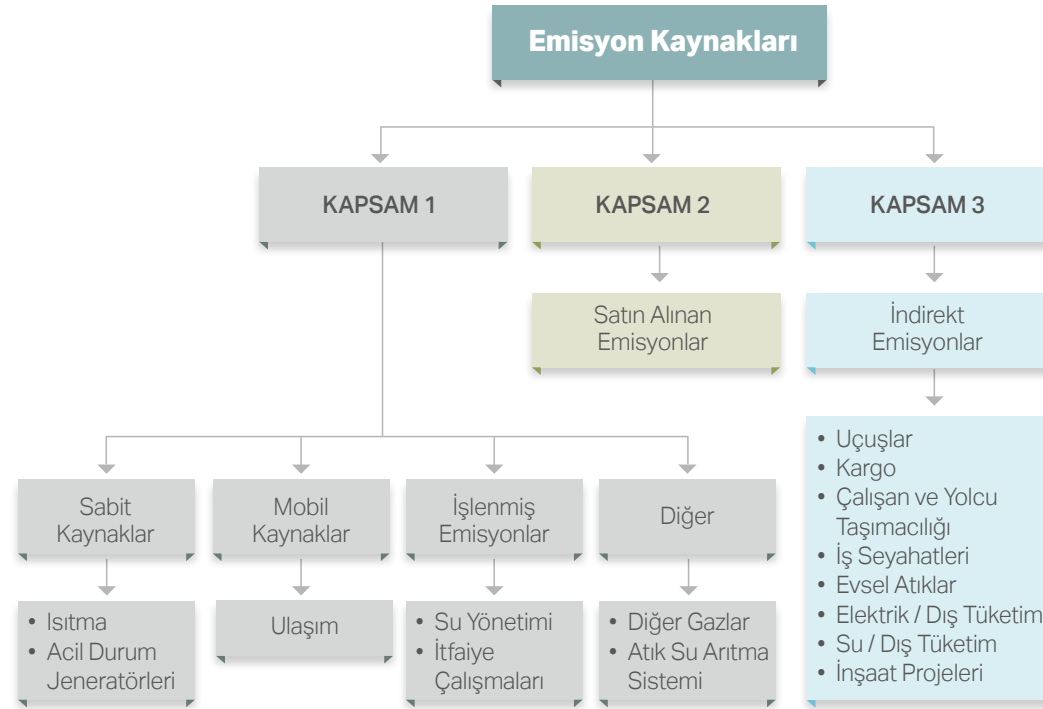 Emisyon Kaynakları
KAPSAM 1
KAPSAM 2
KAPSAM 3
Satın Alınan
Emisyonlar
İndirekt
Emisyonlar
Sabit
Kaynaklar
Mobil
Kaynaklar
İşlenmiş
Emisyonlar
Diğer
• Isıtma
• Acil Durum
Jeneratörleri
Ulaşım
• Su Yönetimi
• İtfaiye
Çalışmaları
• Diğer Gazlar
• Atık Su Arıtma
Sistemi
• Uçuşlar
• Kargo
• Çalışan ve Yolcu
Taşımacılığı
• İş Seyahatleri
• Evsel Atıklar
• Elektrik / Dış Tüketim
• Su / Dış Tüketim
• İnşaat Projeleri